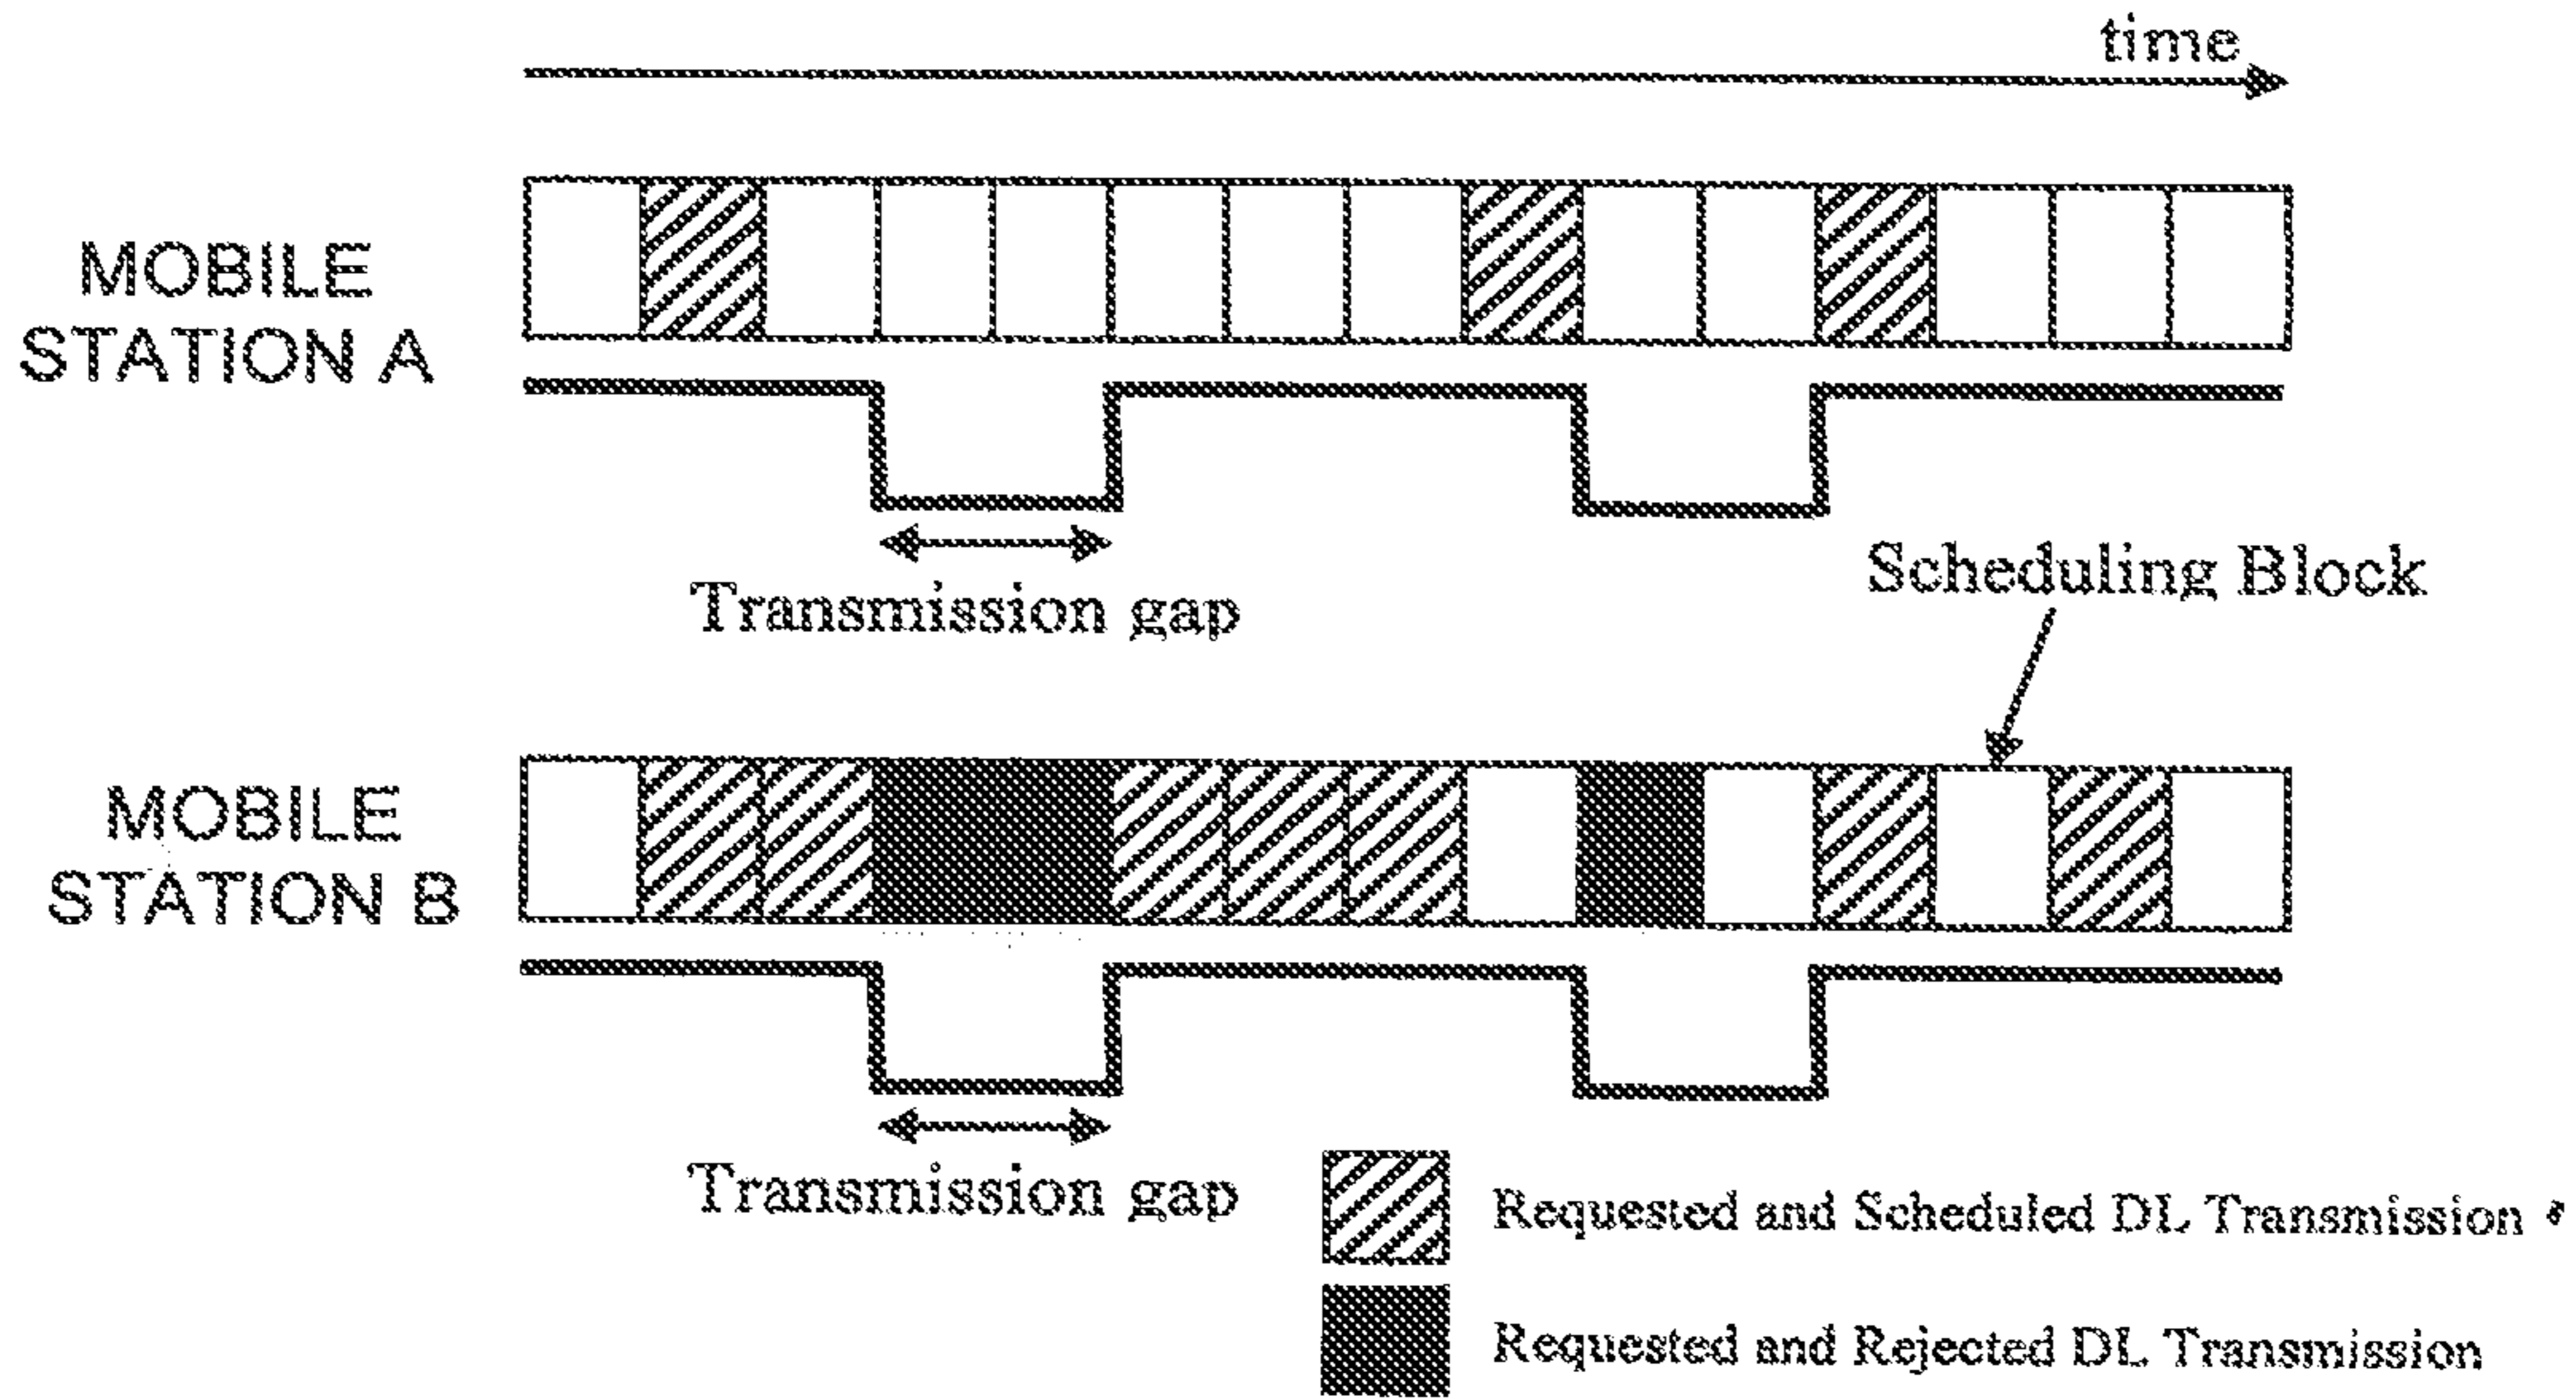 time
MOBILE
STATION A
Transmission gap
Scheduling Block
MOBILE
STATION B
Transmission gap
Requested and Scheduled DL Transmission
Requested and Rejected DL Transmission